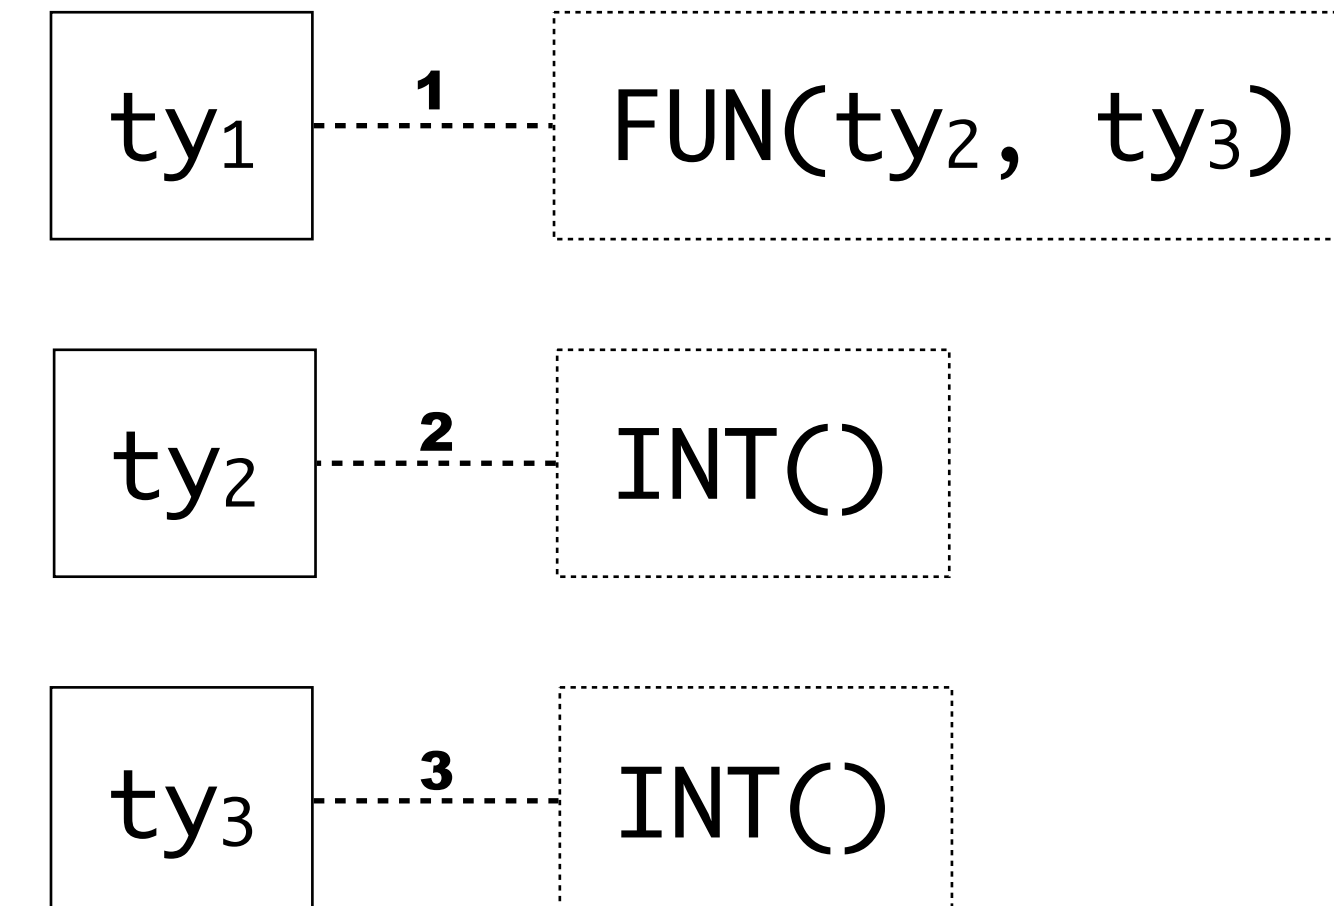 1
ty₁ FUN(ty₂, ty₃)
2
ty₂ INT()
3
ty₃ INT()